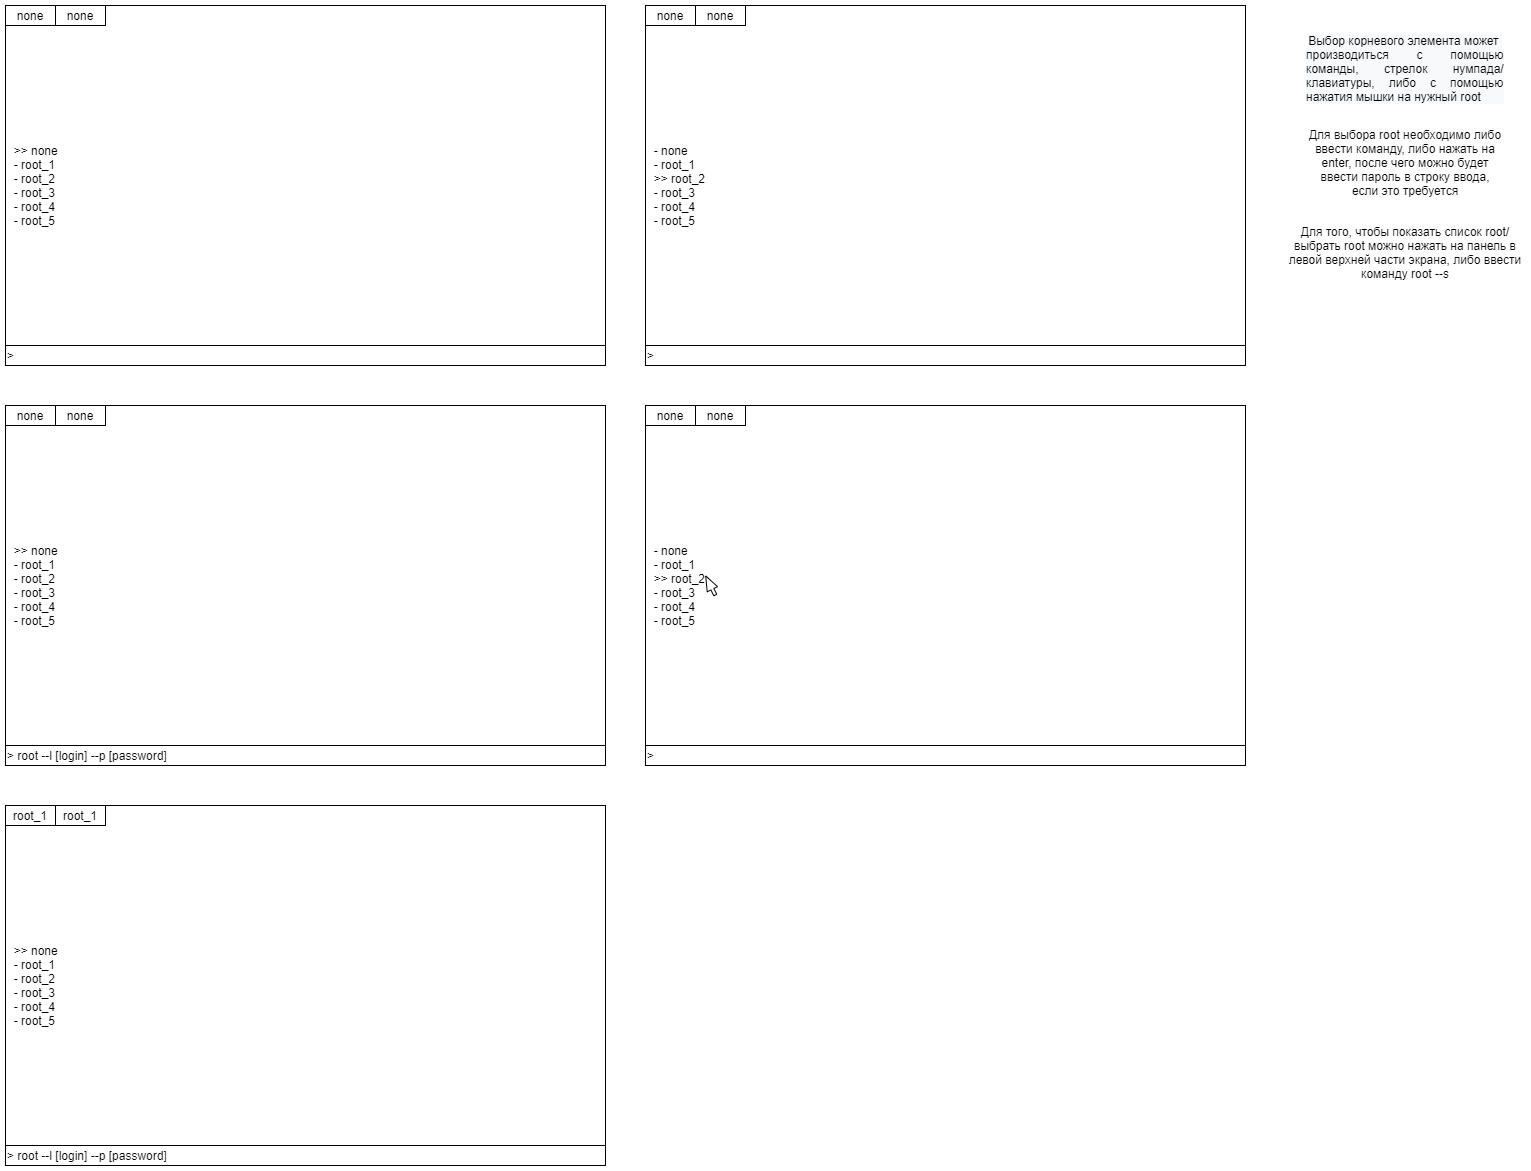 none none
>> none
- root_1
- root_2
- root_3
- root_4
- root_5
>
none none
- none
- root_1
>> root_2
- root_3
- root_4
- root_5
>
Выбор корневого элемента может
производиться с помощью
команды, стрелок нумпада/
клавиатуры, либо с помощью
нажатия мышки на нужный root
Для выбора root необходимо либо
ввести команду, либо нажать на
enter, после чего можно будет
ввести пароль в строку ввода,
если это требуется
Для того, чтобы показать список root/
выбрать root можно нажать на панель в
левой верхней части экрана, либо ввести
команду root --s
none none
>> none
- root_1
- root_2
- root_3
- root_4
- root_5
> root --l [login] --p [password]
none none
- none
- root_1
>> root_2
- root_3
- root_4
- root_5
>
root_1 root_1
>> none
- root_1
- root_2
- root_3
- root_4
- root_5
> root --l [login] --p [password]